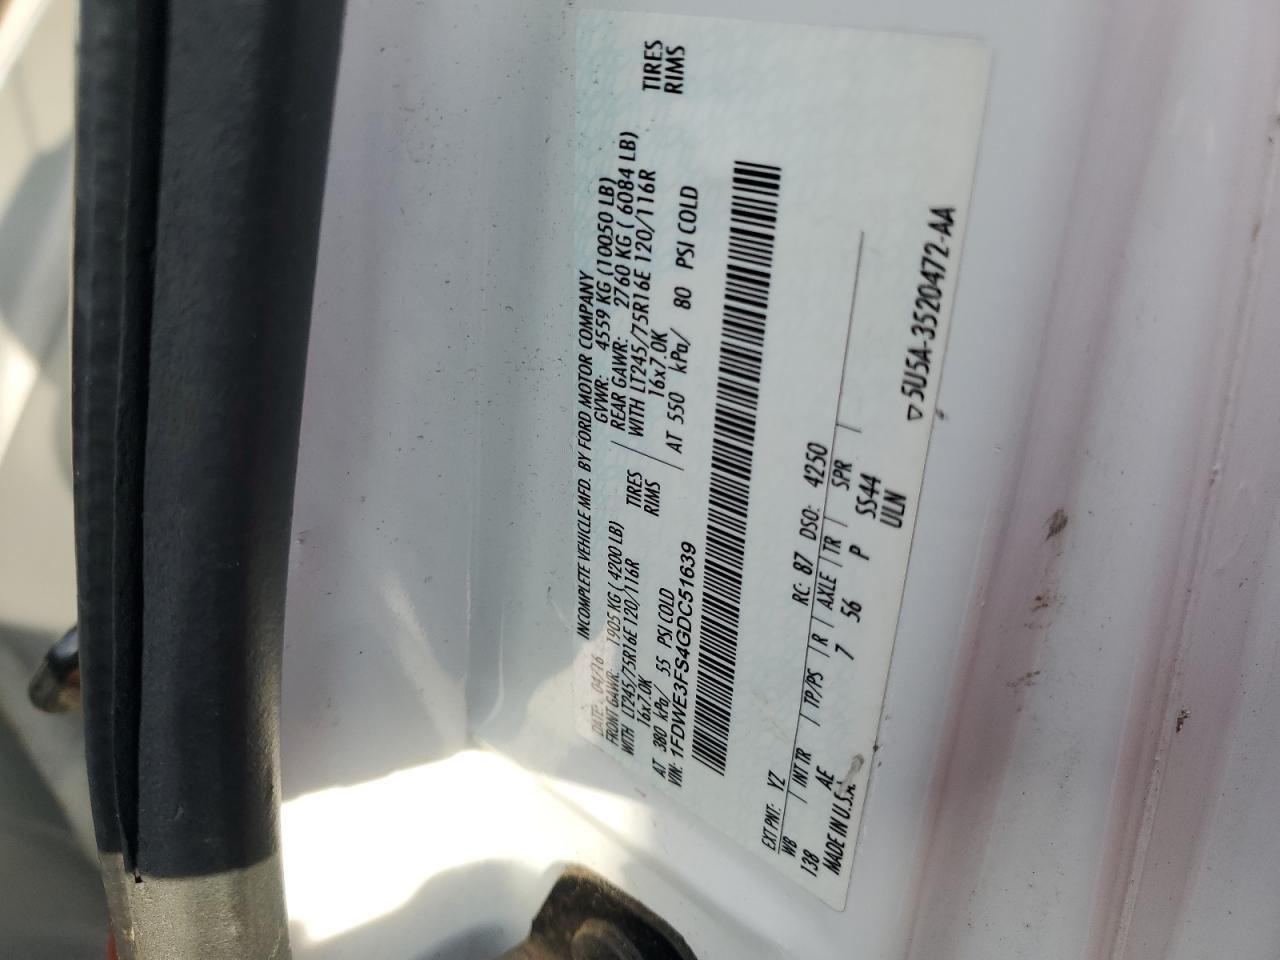 INCOMPLETE VEHICLE MFD. BY FORD MOTOR COMPANY
DATE: 04/16 GVWR: 4559 KG (10050 LB)
FRONT GAWR: 1905 KG ( 4200 LB) REAR GAWR: 2760 KG ( 6084 LB)
WITH LT245/75R16E 120/116R TIRES WITH LT245/75R16E 120/116R TIRES
16x7.0K RIMS 16x7.0K RIMS
AT 380 kPa/ 55 PSI COLD AT 550 kPa/ 80 PSI COLD
VIN: 1FDWE3FS4GDC51639
EXT PNT: YZ RC: 87 DSO: 4250
WB INT TR TP/PS R AXLE TR SPR
138 AE 7 56 P 5S44
MADE IN U.S.A. ULN
▽ 5U5A-3520472-AA